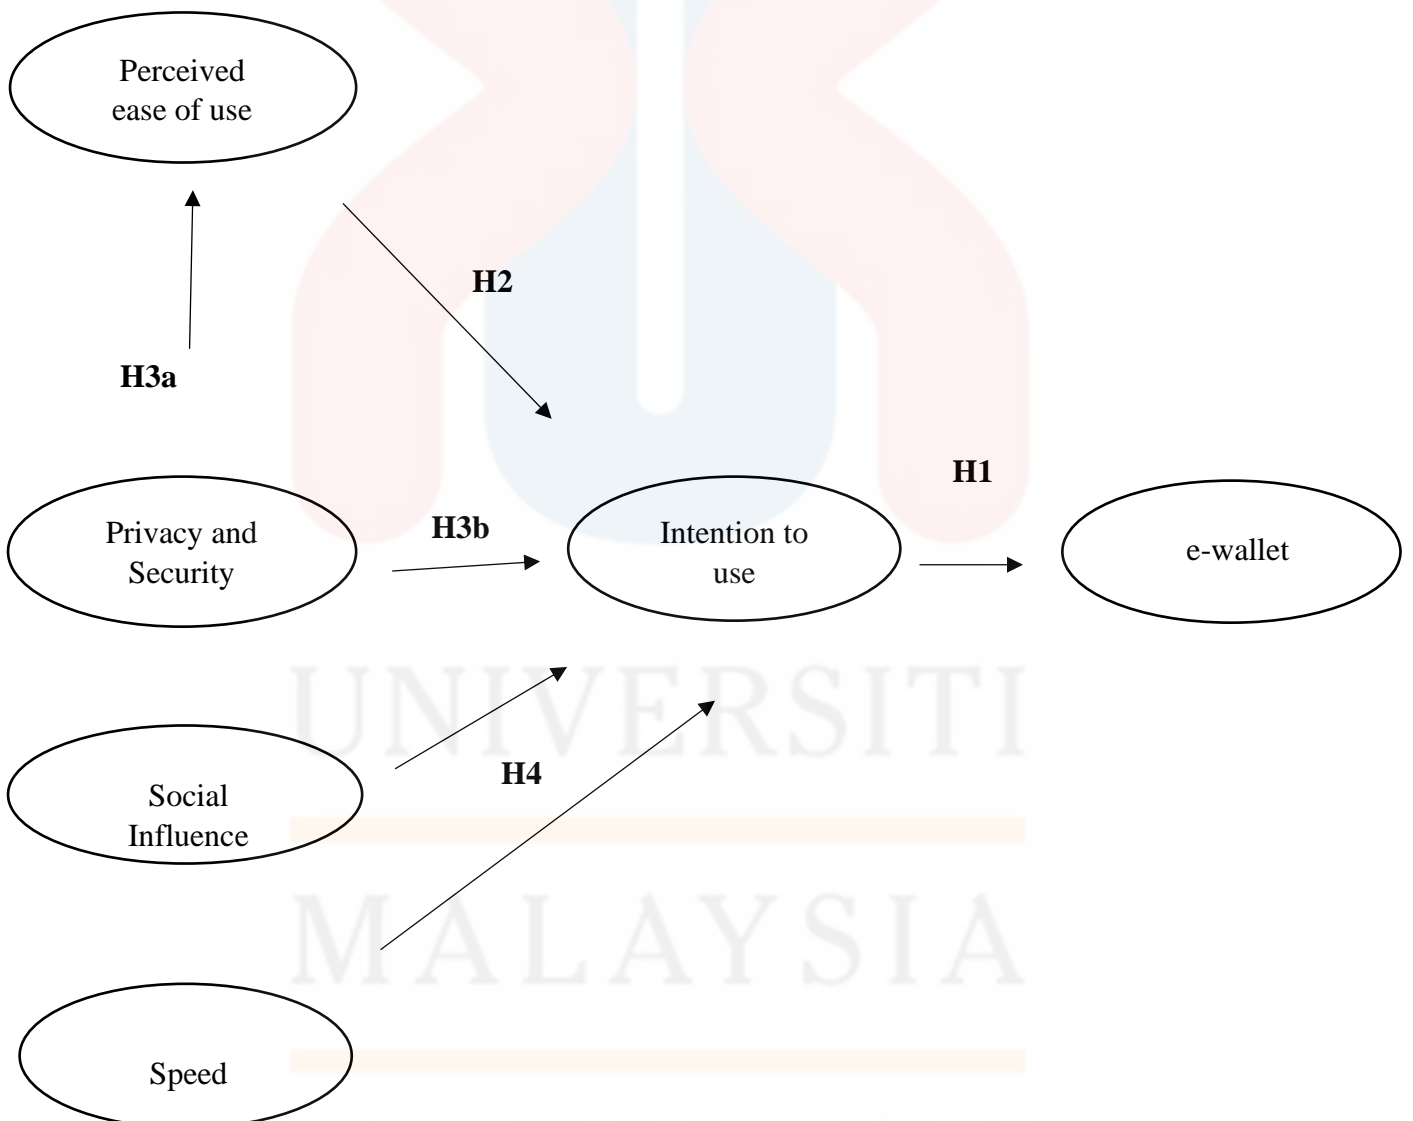 Perceived
ease of use
H2
H3a
H1
Privacy and
Security
H3b
Intention to
use
e-wallet
UNIVERSITI
H4
Social
Influence
MALAYSIA
Speed